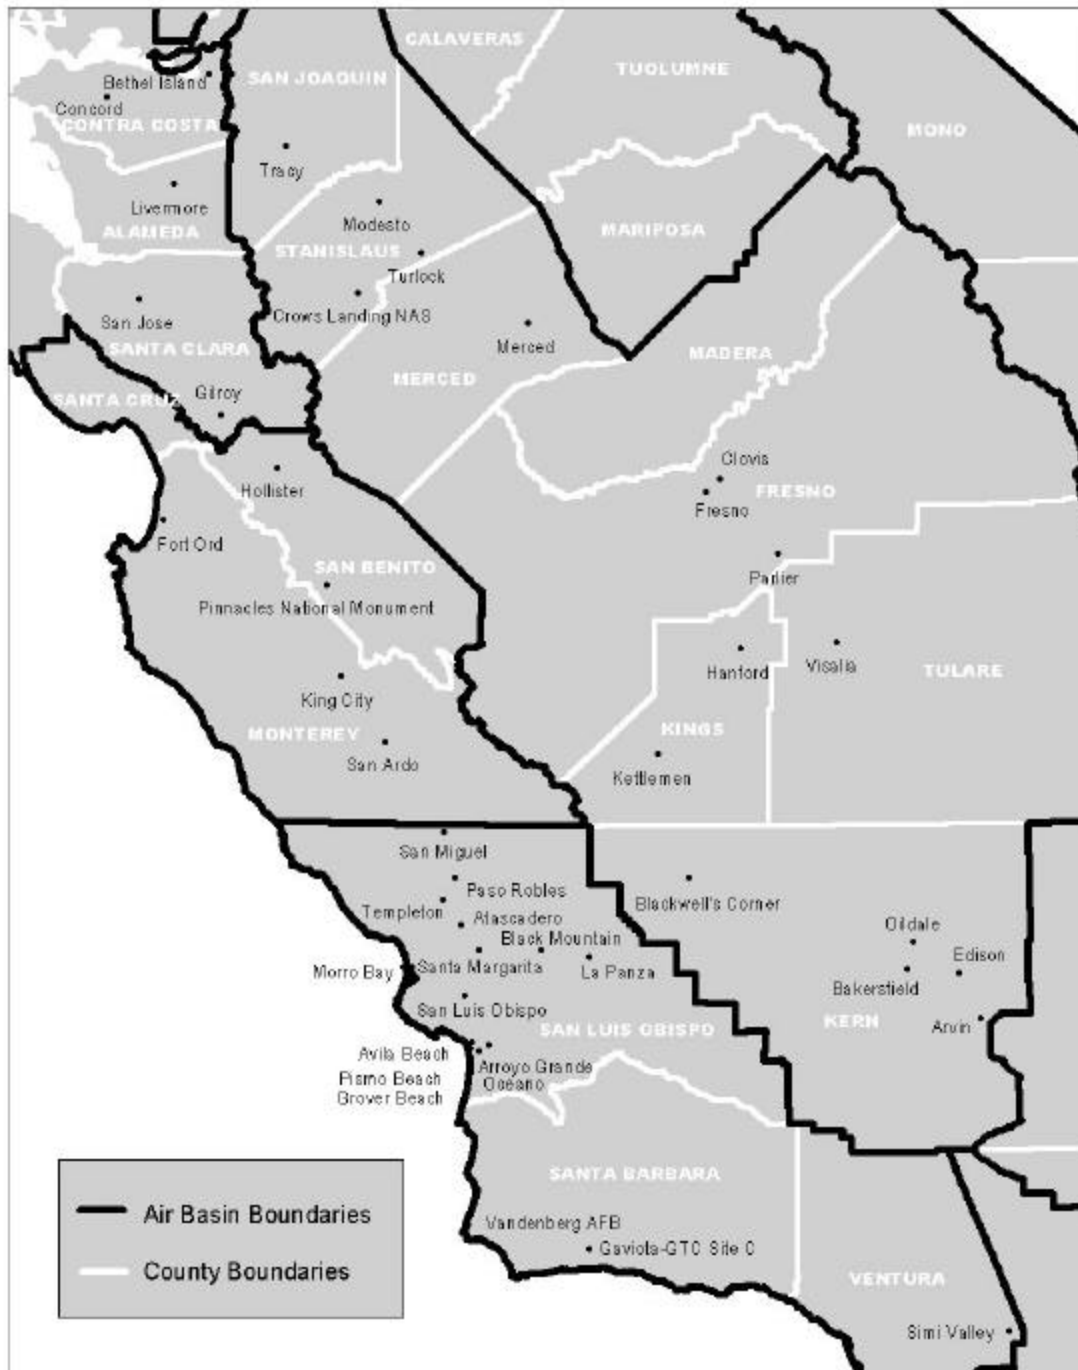 CALAVERAS
TUOLUMNE
Bethel Island
SAN JOAQUIN
Concord
CONTRA COSTA
MONO
Tracy
Livermore
Modesto
ALAMEDA
MARIPOSA
STANISLAUS
Turlock
San Jose
Crows Landing NAS
SANTA CLARA
Merced
MADERA
MERCED
SANTA CRUZ
Gilroy
Clovis
Hollister
FRESNO
Fresno
Fort Ord
SAN BENITO
Parlier
Pinnacles National Monument
Hanford
Visalia
TULARE
King City
MONTEREY
KINGS
San Ardo
Kettlemen
San Miguel
Paso Robles
Blackwell's Corner
Templeton
Atascadero
Oildale
Black Mountain
Edison
Morro Bay
Santa Margarita
La Panza
Bakersfield
San Luis Obispo
SAN LUIS OBISPO
KERN
Arvin
Avila Beach
Arroyo Grande
Pismo Beach
Oceano
Grover Beach
SANTA BARBARA
Air Basin Boundaries
Vandenberg AFB
Gaviota-GTC Site C
County Boundaries
VENTURA
Simi Valley